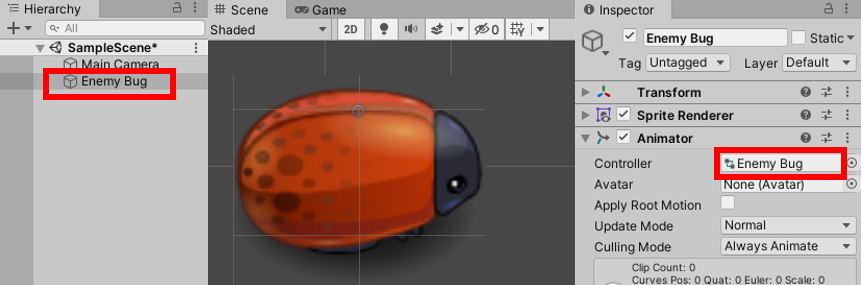 Hierarchy
All
SampleScene*
Main Camera
Enemy Bug
Scene
Game
Shaded
2D
0
Inspector
Enemy Bug
Static
Tag Untagged Layer Default
Transform
Sprite Renderer
Animator
Controller Enemy Bug
Avatar None (Avatar)
Apply Root Motion
Update Mode Normal
Culling Mode Always Animate
Clip Count: 0
Curves Pos: 0 Quat: 0 Euler: 0 Scale: 0